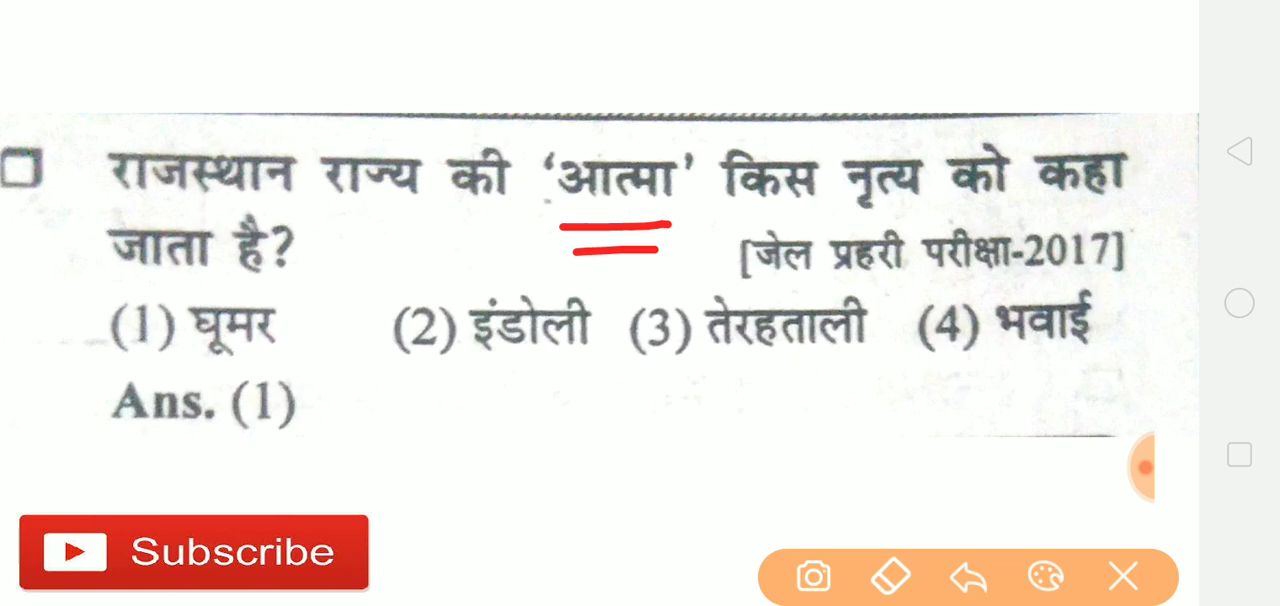 राजस्थान राज्य की ‘आत्मा’ किस नृत्य को कहा
जाता है? [जेल प्रहरी परीक्षा-2017]
(1) घूमर (2) इंडोली (3) तेरहताली (4) भवाई
Ans. (1)
Subscribe